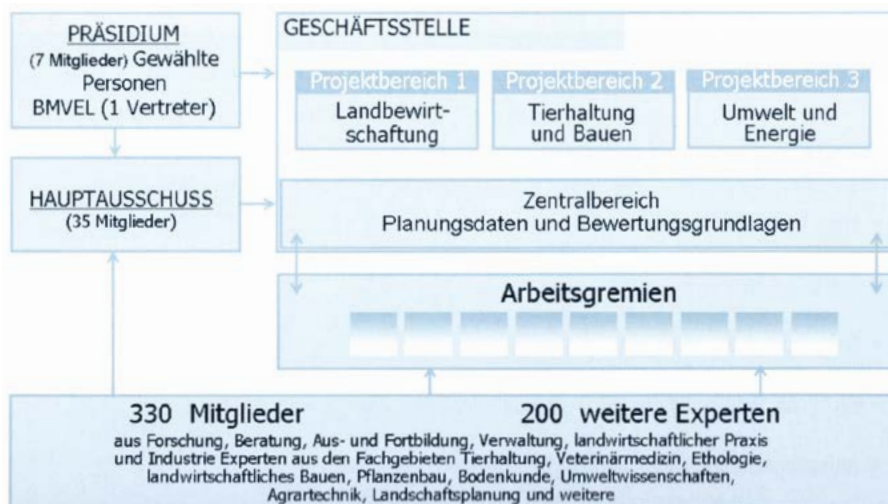 PRÄSIDIUM
(7 Mitglieder) Gewählte
Personen
BMVEL (1 Vertreter)
HAUPTAUSSCHUSS
(35 Mitglieder)
GESCHÄFTSSTELLE
Projektbereich 1
Landbewirt-
schaftung
Projektbereich 2
Tierhaltung
und Bauen
Projektbereich 3
Umwelt und
Energie
Zentralbereich
Planungsdaten und Bewertungsgrundlagen
Arbeitsgremien
330 Mitglieder
200 weitere Experten
aus Forschung, Beratung, Aus- und Fortbildung, Verwaltung, landwirtschaftlicher Praxis
und Industrie Experten aus den Fachgebieten Tierhaltung, Veterinärmedizin, Ethologie,
landwirtschaftliches Bauen, Pflanzenbau, Bodenkunde, Umweltwissenschaften,
Agrartechnik, Landschaftsplanung und weitere